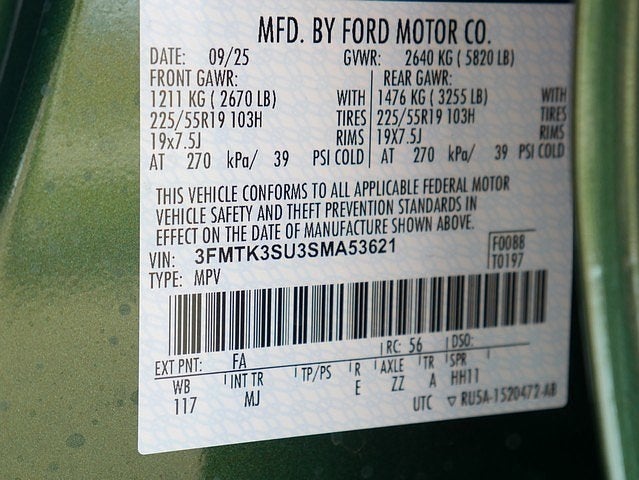 MFD. BY FORD MOTOR CO.
DATE: 09/25 GVWR: 2640 KG ( 5820 LB)
FRONT GAWR: REAR GAWR:
1211 KG ( 2670 LB) WITH 1476 KG ( 3255 LB) WITH
225/55R19 103H TIRES 225/55R19 103H TIRES
19x7.5J RIMS 19X7.5J RIMS
AT 270 kPa/ 39 PSI COLD AT 270 kPa/ 39 PSI COLD
THIS VEHICLE CONFORMS TO ALL APPLICABLE FEDERAL MOTOR
VEHICLE SAFETY AND THEFT PREVENTION STANDARDS IN
EFFECT ON THE DATE OF MANUFACTURE SHOWN ABOVE.
VIN: 3FMTK3SU3SMA53621 F0088
TYPE: MPV T0197
EXT PNT: FA RC: 56 DSO:
WB INT TR TP/PS R AXLE TR SPR
117 MJ E ZZ A HH11
UTC ▽ RU5A-1520472-AB